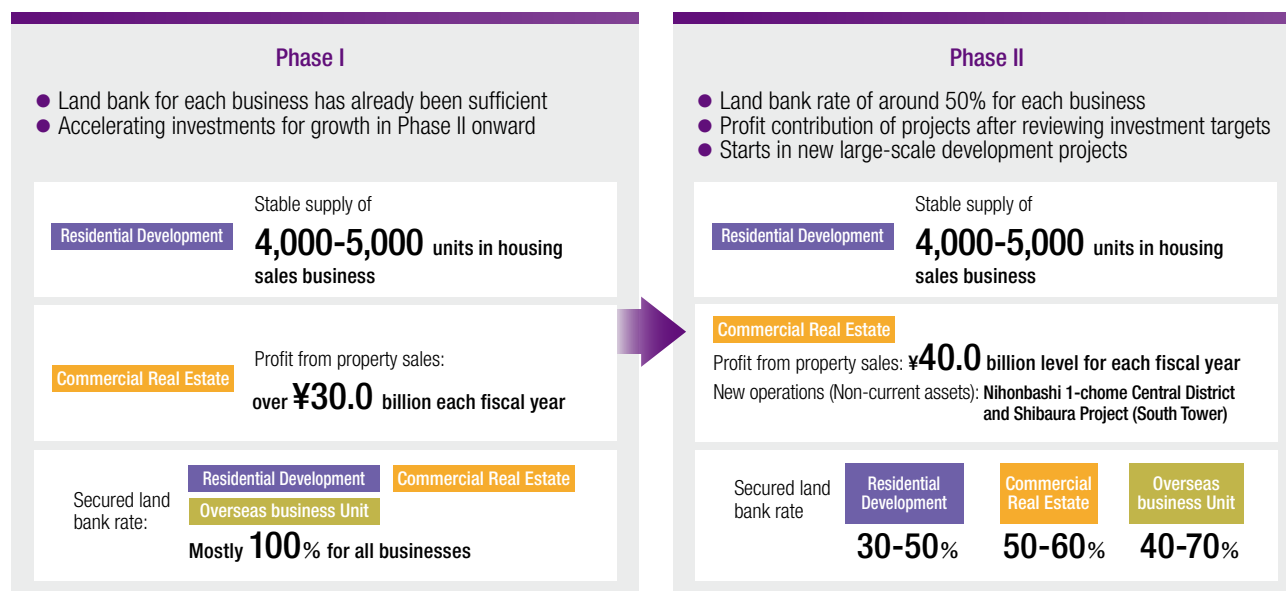 Phase I
● Land bank for each business has already been sufficient
● Accelerating investments for growth in Phase II onward
Residential Development
Stable supply of
4,000-5,000 units in housing
sales business
Commercial Real Estate
Profit from property sales:
over ¥30.0 billion each fiscal year
Secured land
bank rate:
Residential Development
Commercial Real Estate
Overseas business Unit
Mostly 100% for all businesses
Phase II
● Land bank rate of around 50% for each business
● Profit contribution of projects after reviewing investment targets
● Starts in new large-scale development projects
Residential Development
Stable supply of
4,000-5,000 units in housing
sales business
Commercial Real Estate
Profit from property sales: ¥40.0 billion level for each fiscal year
New operations (Non-current assets): Nihonbashi 1-chome Central District
and Shibaura Project (South Tower)
Secured land
bank rate
Residential
Development
30-50%
Commercial
Real Estate
50-60%
Overseas
business Unit
40-70%